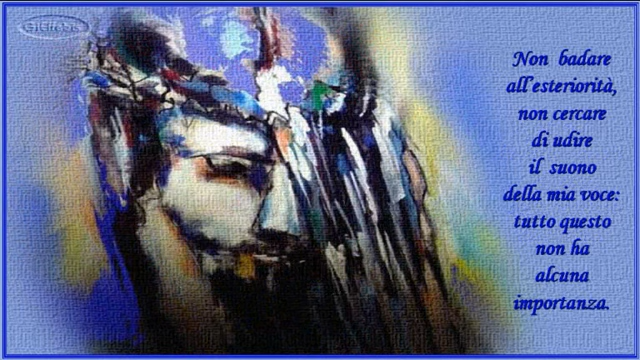 Non badare
all'esteriorità,
non cercare
di udire
il suono
della mia voce:
tutto questo
non ha
alcuna
importanza.